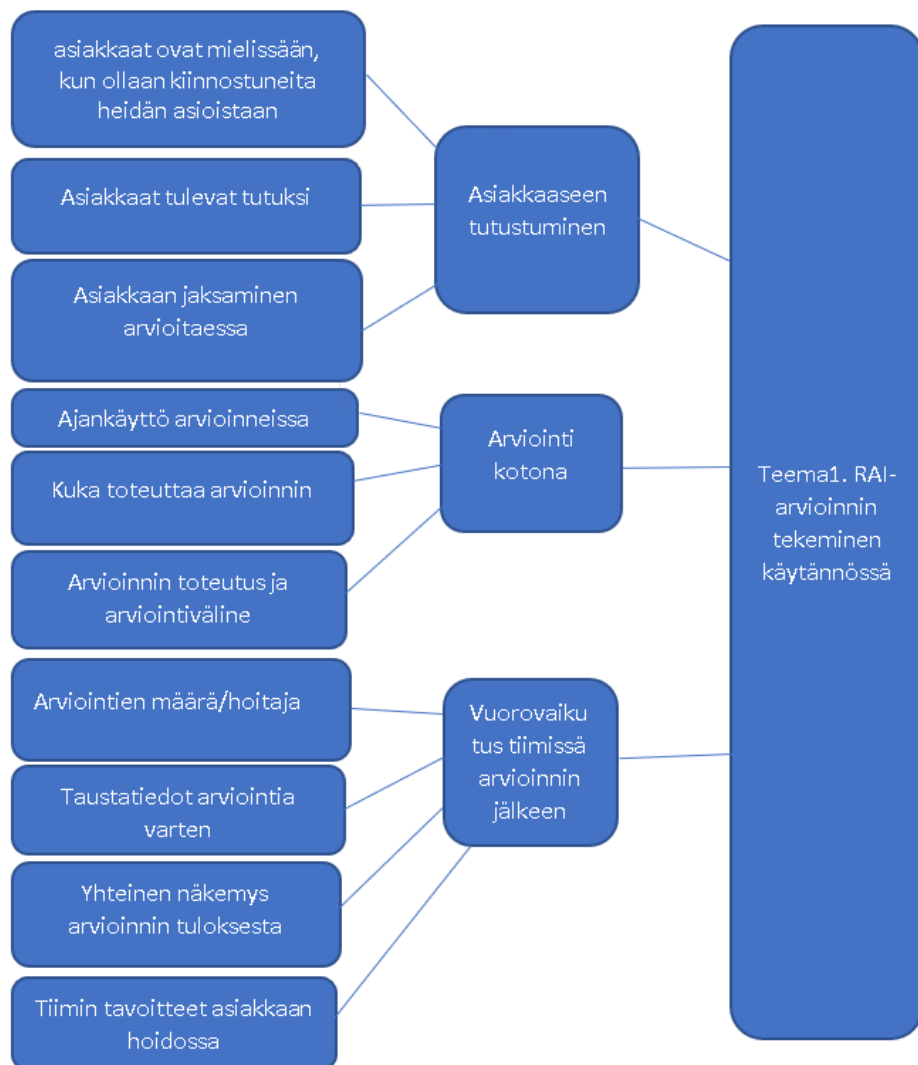 asiakkaat ovat mielissään,
kun ollaan kiinnostuneita
heidän asioistaan
Asiakkaat tulevat tutuksi
Asiakkaan jaksaminen
arvioitaessa
Ajankäyttö arvioinneissa
Kuka toteuttaa arvioinnin
Arvioinnin toteutus ja
arviointiväline
Arviointien määrä/hoitaja
Taustatiedot arviointia
varten
Yhteinen näkemys
arvioinnin tuloksesta
Tiimin tavoitteet asiakkaan
hoidossa
Asiakkaaseen
tutustuminen
Arviointi
kotona
Vuorovaiku
tus tiimissä
arvioinnin
jälkeen
Teema1. RAI-
arvioinnin
tekeminen
käytännössä